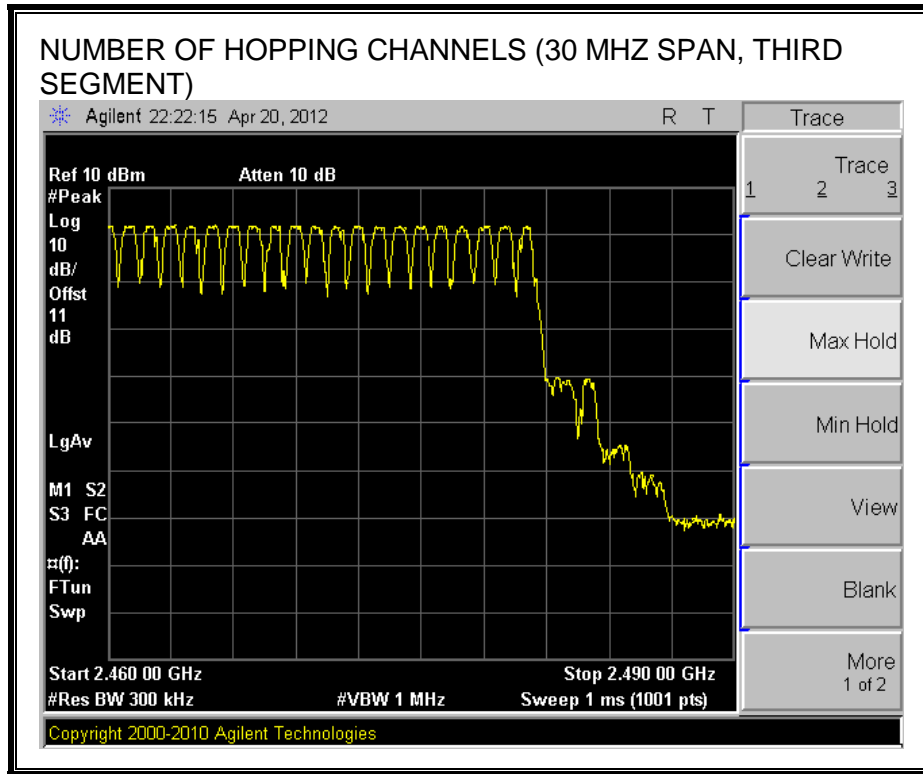 NUMBER OF HOPPING CHANNELS (30 MHZ SPAN, THIRD
SEGMENT)
Agilent 22:22:15 Apr 20, 2012 R T Trace
Ref 10 dBm Atten 10 dB
#Peak
Log
10
dB/
Offst
11
dB
LgAv
M1 S2
S3 FC
AA
¤(f):
FTun
Swp
Start 2.460 00 GHz Stop 2.490 00 GHz
#Res BW 300 kHz #VBW 1 MHz Sweep 1 ms (1001 pts)
Copyright 2000-2010 Agilent Technologies
Trace
1 2 3
Clear Write
Max Hold
Min Hold
View
Blank
More
1 of 2